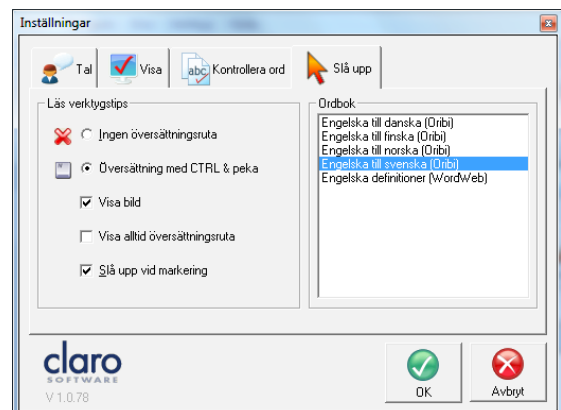 Inställningar
Tal
Visa
abc
Kontrollera ord
Slå upp
Läs verktygstips
Ingen översättningsruta
Översättning med CTRL & peka
Visa bild
Visa alltid översättningsruta
Slå upp vid markering
Ordbok
Engelska till danska (Oribi)
Engelska till finska (Oribi)
Engelska till norska (Oribi)
Engelska till svenska (Oribi)
Engelska definitioner (WordWeb)
claro
SOFTWARE
V 1.0.78
OK
Avbryt